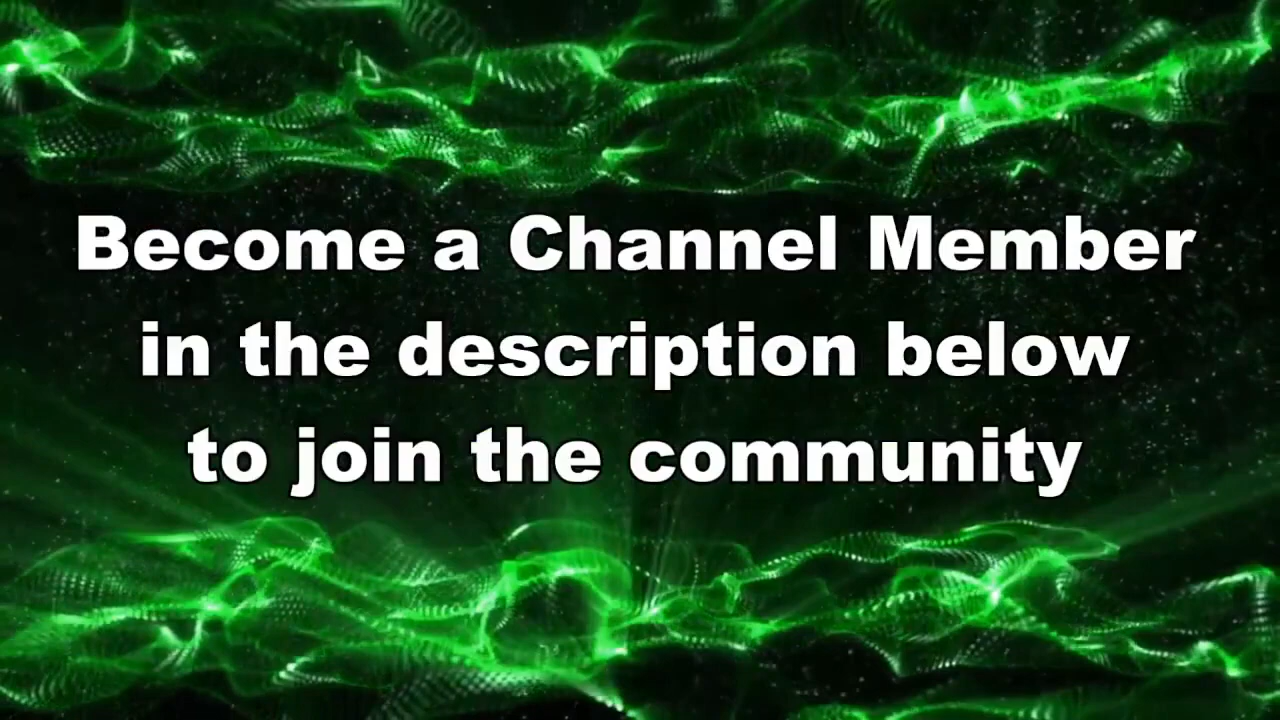 Become a Channel Member
in the description below
to join the community